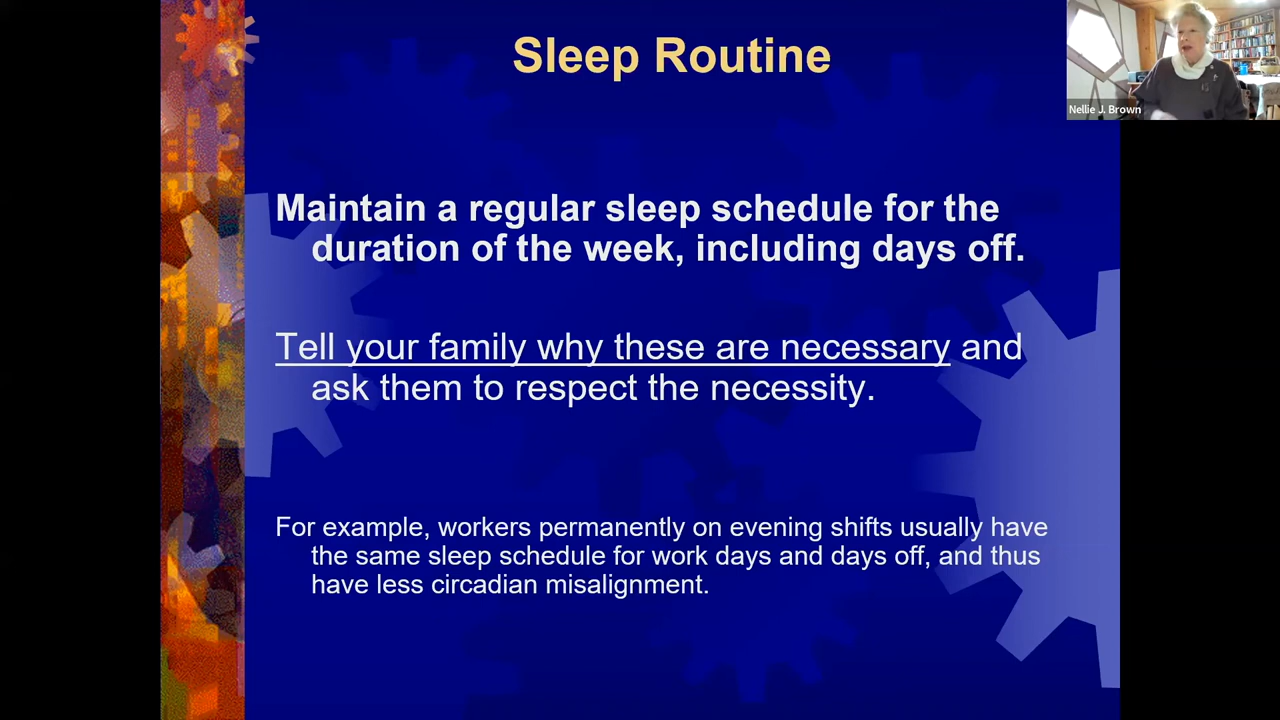 Sleep Routine
Nellie J. Brown
Maintain a regular sleep schedule for the
duration of the week, including days off.
Tell your family why these are necessary and
ask them to respect the necessity.
For example, workers permanently on evening shifts usually have
the same sleep schedule for work days and days off, and thus
have less circadian misalignment.